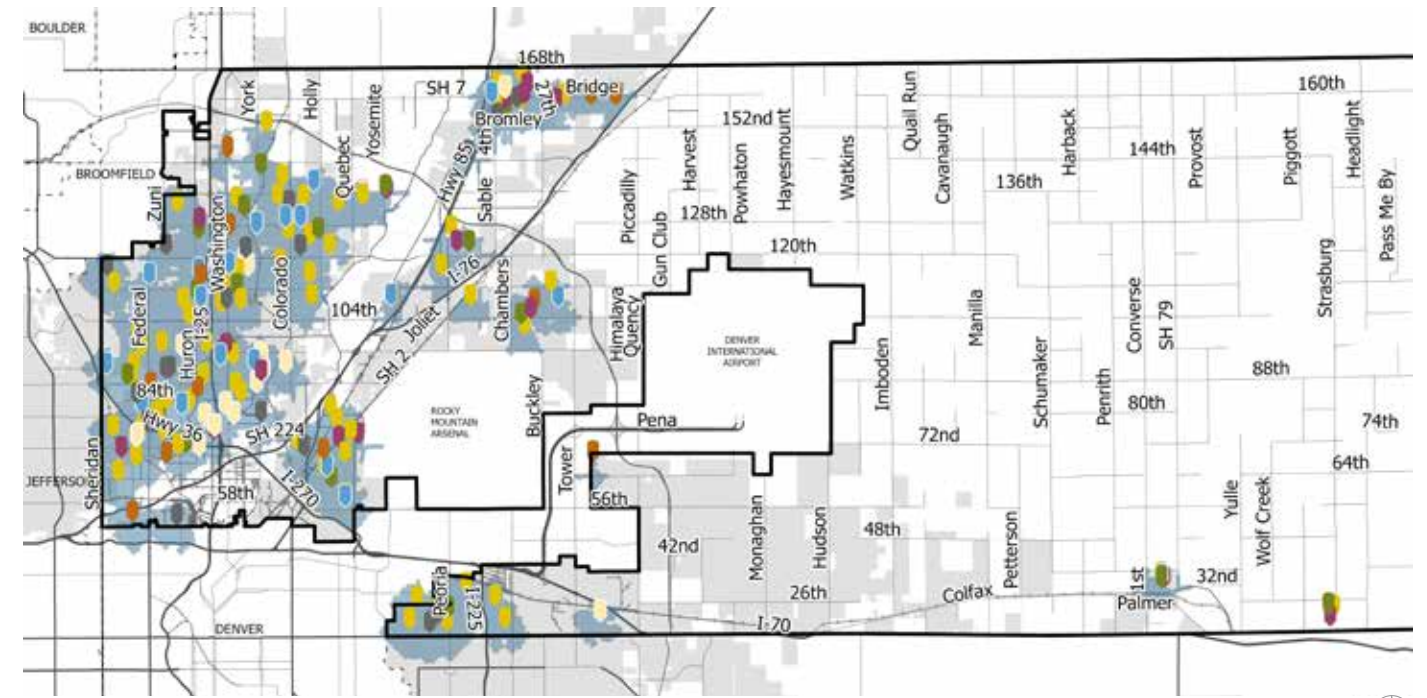 BOULDER
168th
160th
York
Holly
Yosemite
SH 7
27th
Bridge
Bromley
4th
152nd
Quail Run
Headlight
Quebec
Hwy 85
Sable
Harvest
Powhaton
Hayesmount
Watkins
Cavanaugh
Harback
144th
Provost
Piggott
136th
Pass Me By
BROOMFIELD
Zuni
Washington
Piccadilly
128th
Gun Club
120th
I-76
Federal
Colorado
104th
Chambers
Himalaya
Quency
Strasburg
Manilla
Converse
SH 79
Huron
I-25
Joliet
SH 2
DENVER
INTERNATIONAL
AIRPORT
Imboden
Schumaker
Penrith
88th
84th
80th
Hwy 36
SH 224
ROCKY
MOUNTAIN
ARSENAL
Buckley
Pena
72nd
74th
Sheridan
JEFFERSO
I-270
58th
Tower
56th
64th
Monaghan
Hudson
48th
Petterson
Yulle
Wolf Creek
42nd
Peoria
I-225
26th
Colfax
1st
32nd
Palmer
I-70
DENVER